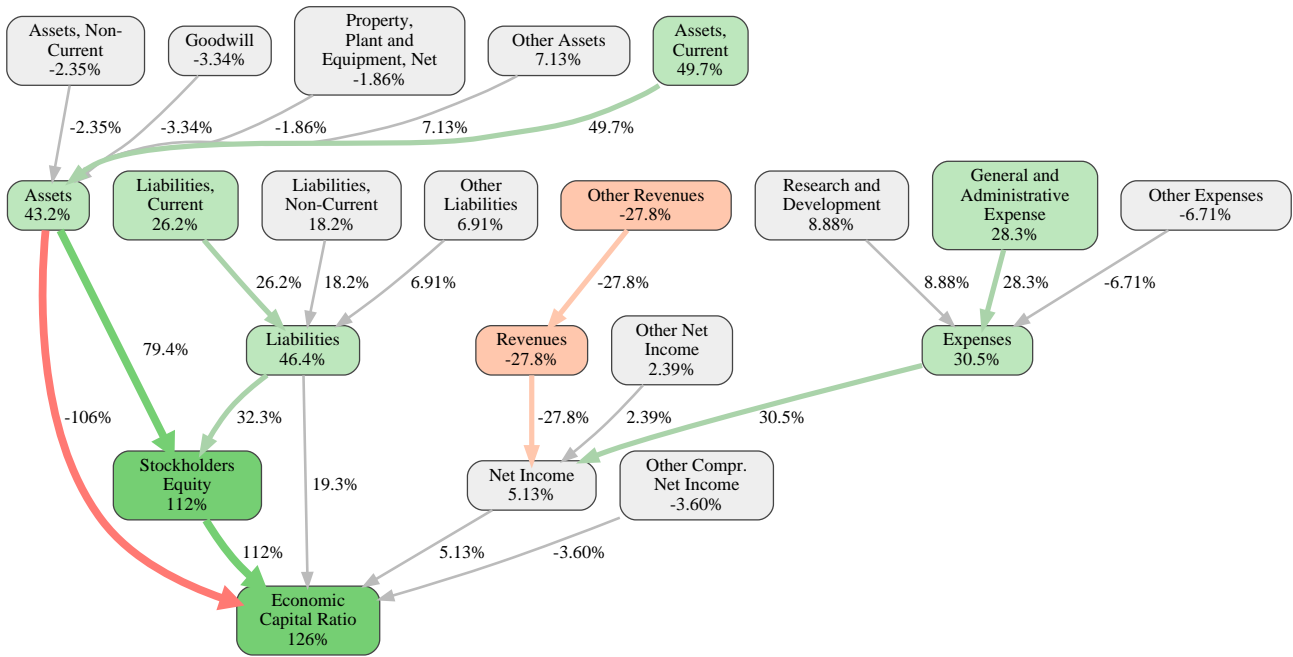 Assets, Non-
Current
-2.35%
Goodwill
-3.34%
Property,
Plant and
Equipment, Net
-1.86%
Other Assets
7.13%
Assets,
Current
49.7%
-2.35%
-3.34%
-1.86%
7.13%
49.7%
Assets
43.2%
Liabilities,
Current
26.2%
Liabilities,
Non-Current
18.2%
Other
Liabilities
6.91%
Other Revenues
-27.8%
Research and
Development
8.88%
General and
Administrative
Expense
28.3%
Other Expenses
-6.71%
26.2%
18.2%
6.91%
-27.8%
8.88%
28.3%
-6.71%
79.4%
Liabilities
46.4%
Revenues
-27.8%
Other Net
Income
2.39%
Expenses
30.5%
-106%
32.3%
-27.8%
2.39%
30.5%
Stockholders
Equity
112%
19.3%
Net Income
5.13%
Other Compr.
Net Income
-3.60%
112%
5.13%
-3.60%
Economic
Capital Ratio
126%